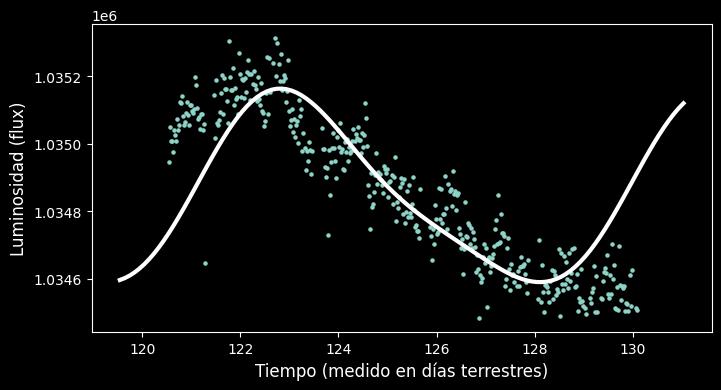 1e6
1.0352
1.0350
1.0348
1.0346
Luminosidad (flux)
120 122 124 126 128 130
Tiempo (medido en días terrestres)